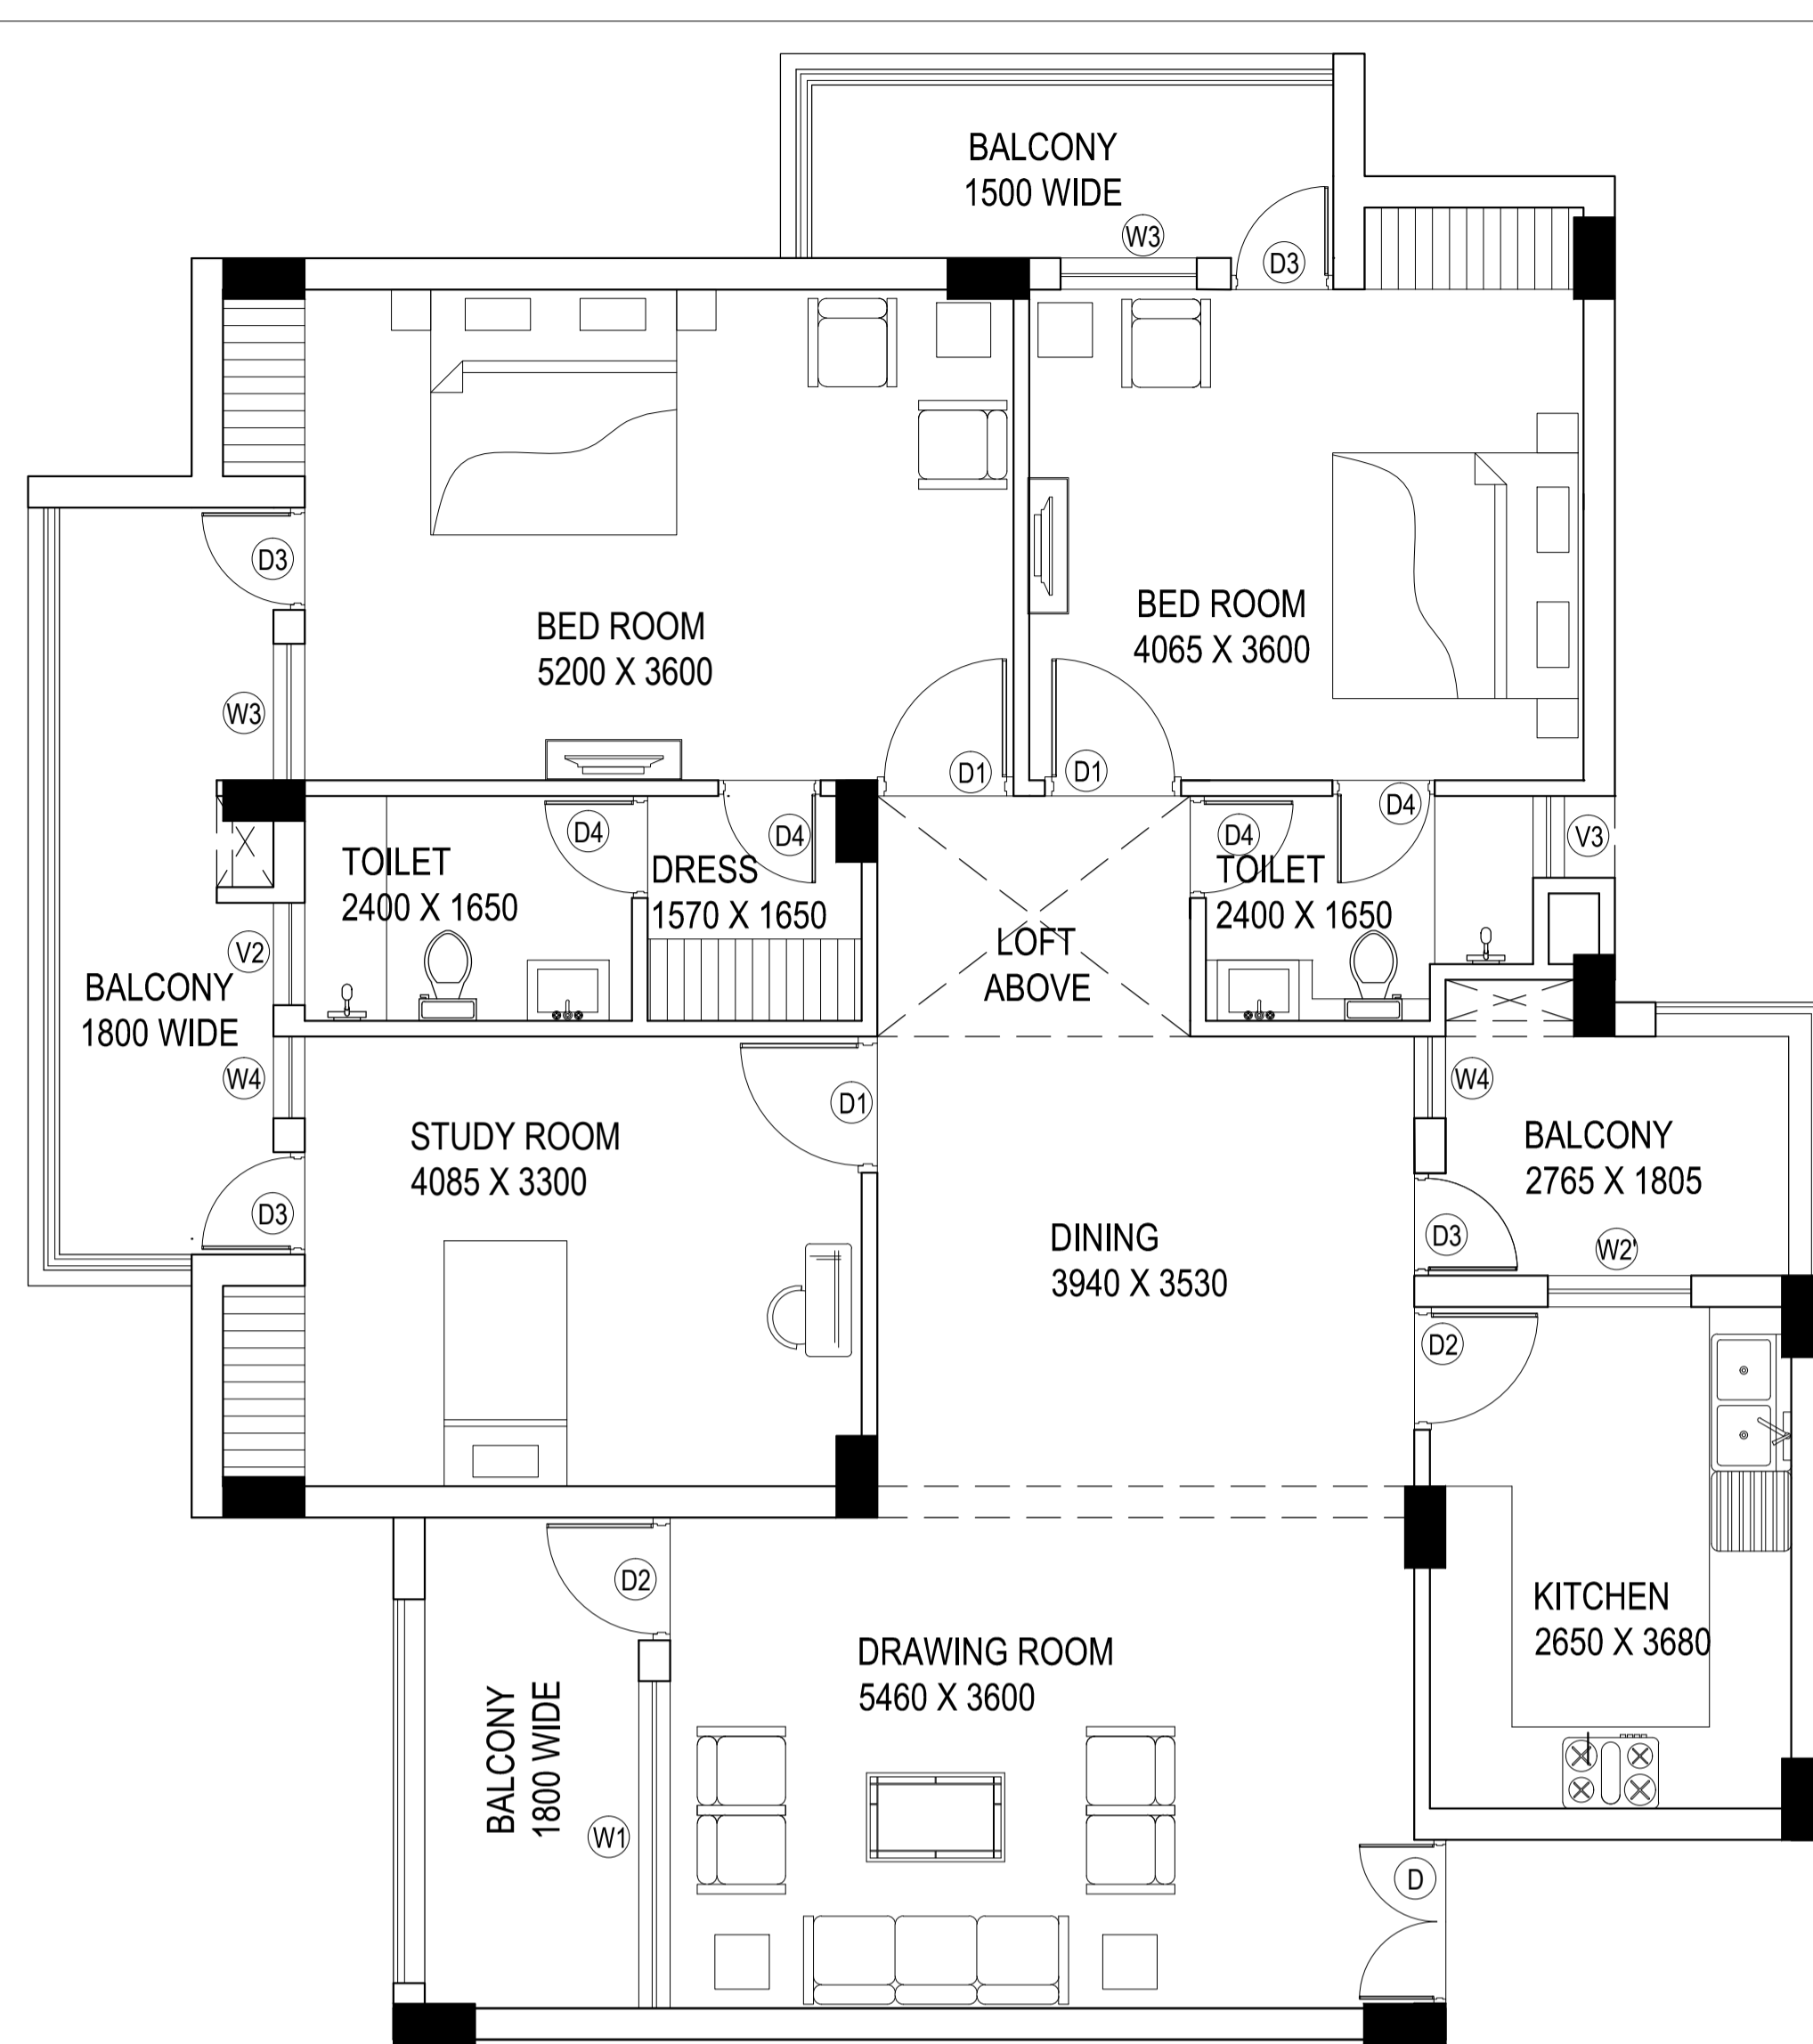 BALCONY
1500 WIDE
W3
D3
D3
BED ROOM
5200 X 3600
BED ROOM
4065 X 3600
W3
D1
D1
D4
D4
D4
D4
V3
TOILET
2400 X 1650
DRESS
1570 X 1650
TOILET
2400 X 1650
LOFT
ABOVE
V2
BALCONY
1800 WIDE
W4
W4
D1
STUDY ROOM
4085 X 3300
BALCONY
2765 X 1805
D3
DINING
3940 X 3530
D3
W2'
D2
D2
KITCHEN
2650 X 3680
DRAWING ROOM
5460 X 3600
BALCONY
1800 WIDE
W1
D